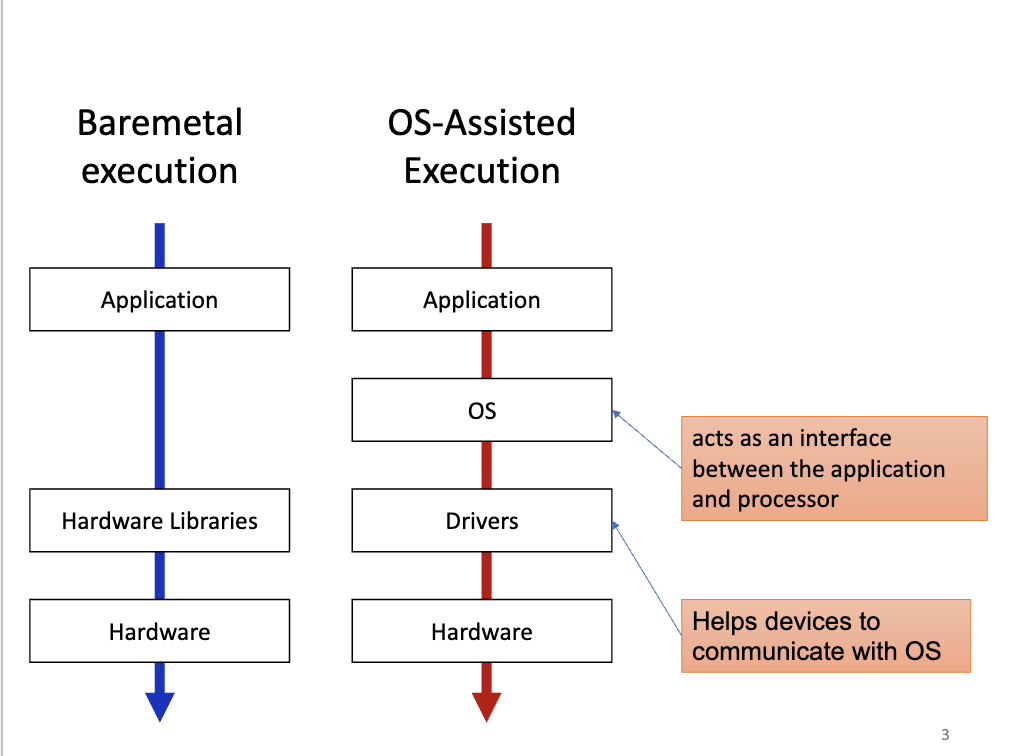 Baremetal
execution
OS-Assisted
Execution
Application
Hardware Libraries
Hardware
Application
OS
Drivers
Hardware
acts as an interface
between the application
and processor
Helps devices to
communicate with OS
3